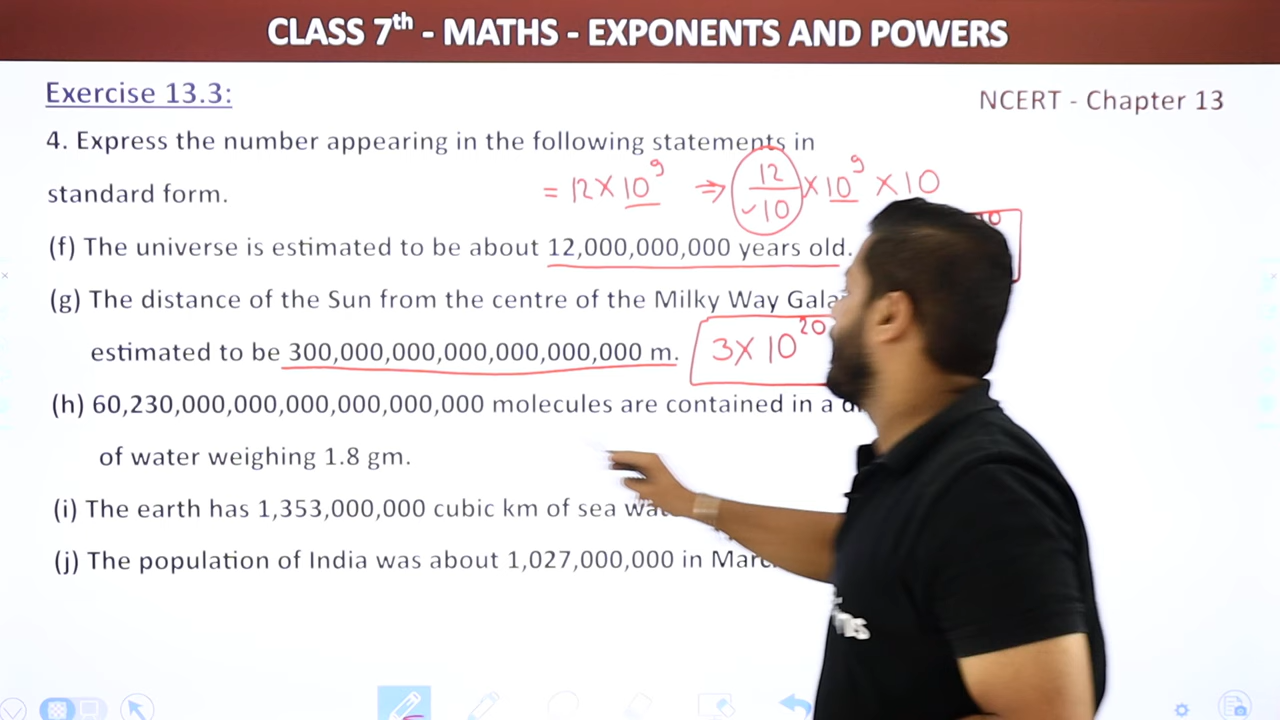 CLASS 7th - MATHS - EXPONENTS AND POWERS
Exercise 13.3:
NCERT - Chapter 13
4. Express the number appearing in the following statements in
standard form.
= 12 × 10⁹ ⇒ 12/10 × 10⁹ × 10
(f) The universe is estimated to be about 12,000,000,000 years old.
(g) The distance of the Sun from the centre of the Milky Way
estimated to be 300,000,000,000,000,000,000 m.
3 × 10²⁰
(h) 60,230,000,000,000,000,000,000 molecules are contained in a
of water weighing 1.8 gm.
(i) The earth has 1,353,000,000 cubic km of sea
(j) The population of India was about 1,027,000,000 in